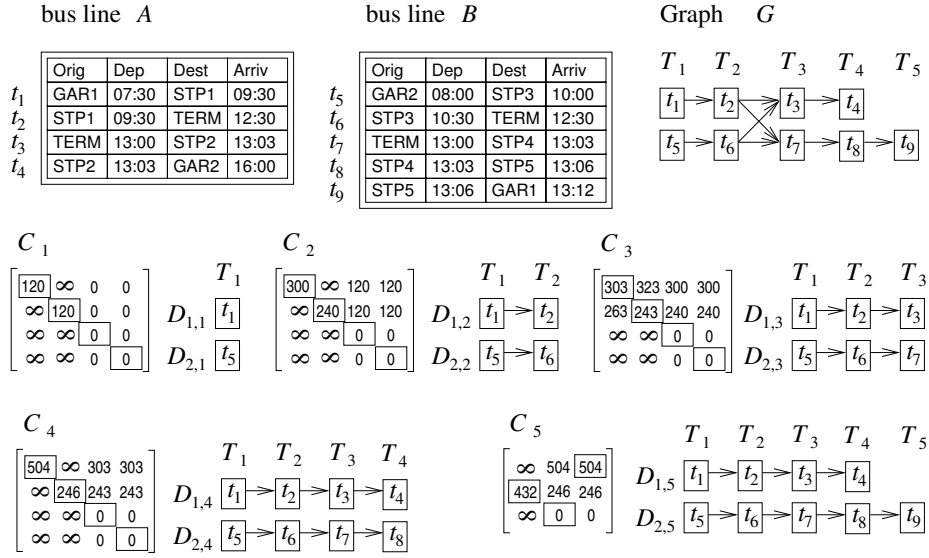 bus line A
Orig Dep Dest Arriv
t1 GAR1 07:30 STP1 09:30
t2 STP1 09:30 TERM 12:30
t3 TERM 13:00 STP2 13:03
t4 STP2 13:03 GAR2 16:00
bus line B
Orig Dep Dest Arriv
t5 GAR2 08:00 STP3 10:00
t6 STP3 10:30 TERM 12:30
t7 TERM 13:00 STP4 13:03
t8 STP4 13:03 STP5 13:06
t9 STP5 13:06 GAR1 13:12
Graph G
T1 T2 T3 T4 T5
t1 t2 t3 t4
t5 t6 t7 t8 t9
C1
120 ∞ 0 0
∞ 120 0 0
∞ ∞ 0 0
∞ ∞ 0 0
T1
D1,1 t1
D2,1 t5
C2
300 ∞ 120 120
∞ 240 120 120
∞ ∞ 0 0
∞ ∞ 0 0
T1 T2
D1,2 t1 t2
D2,2 t5 t6
C3
303 323 300 300
263 243 240 240
∞ ∞ 0 0
∞ ∞ 0 0
T1 T2 T3
D1,3 t1 t2 t3
D2,3 t5 t6 t7
C4
504 ∞ 303 303
∞ 246 243 243
∞ ∞ 0 0
∞ ∞ 0 0
T1 T2 T3 T4
D1,4 t1 t2 t3 t4
D2,4 t5 t6 t7 t8
C5
∞ 504 504
432 246 246
∞ 0 0
T1 T2 T3 T4 T5
D1,5 t1 t2 t3 t4
D2,5 t5 t6 t7 t8 t9